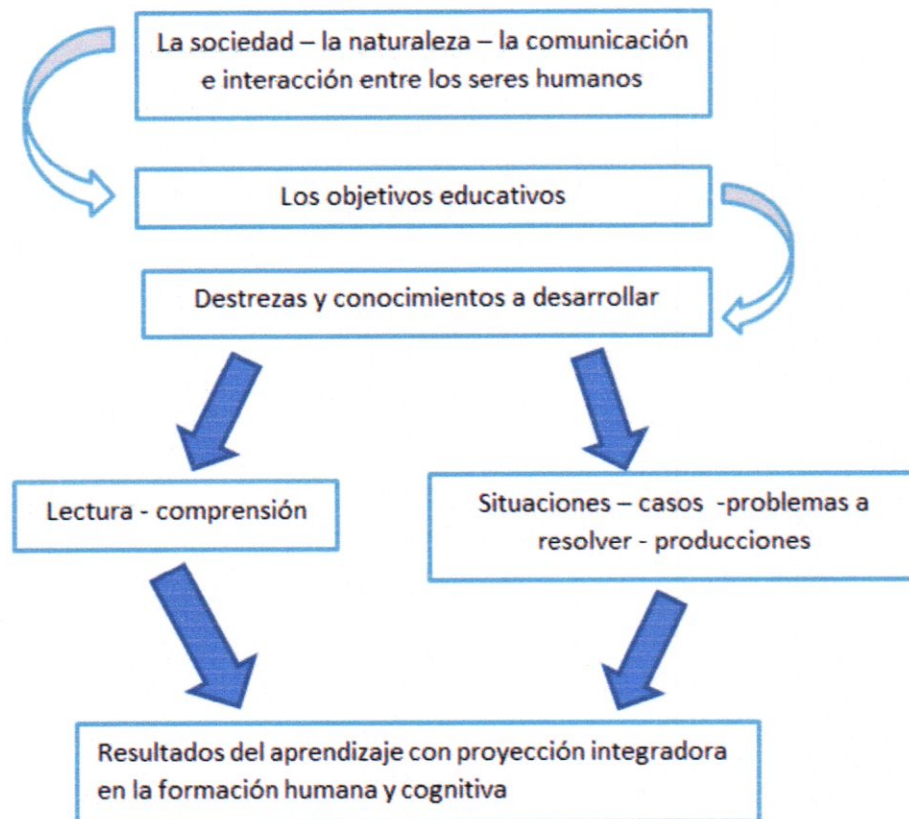 La sociedad – la naturaleza – la comunicación
e interacción entre los seres humanos
Los objetivos educativos
Destrezas y conocimientos a desarrollar
Lectura - comprensión
Situaciones – casos -problemas a
resolver - producciones
Resultados del aprendizaje con proyección integradora
en la formación humana y cognitiva